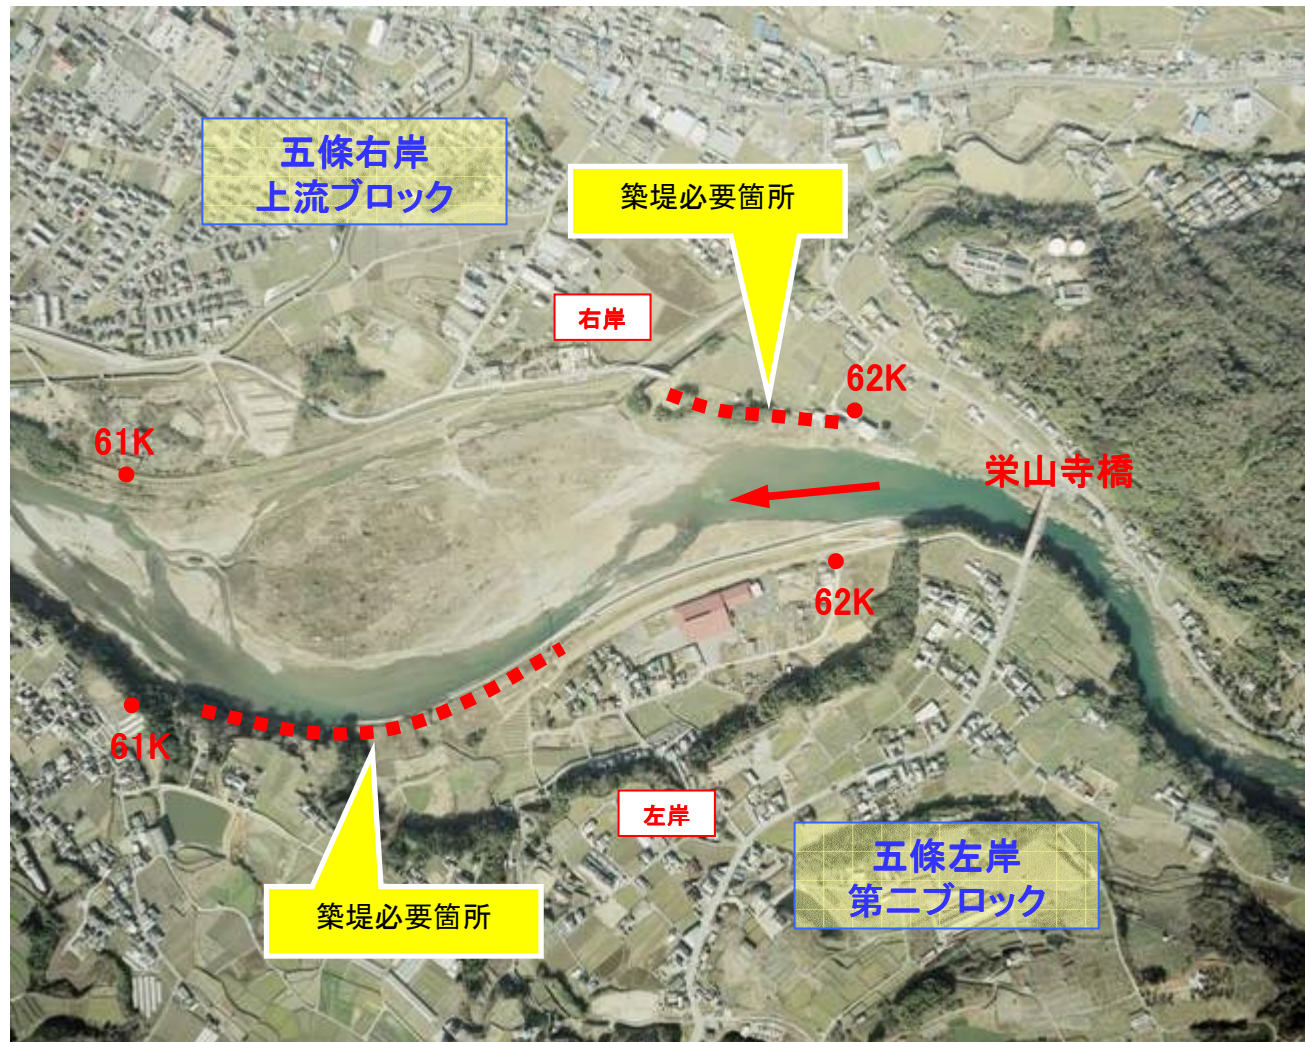 五條右岸
上流ブロック
築堤必要箇所
右岸
62K
61K
栄山寺橋
62K
61K
左岸
五條左岸
第二ブロック
築堤必要箇所